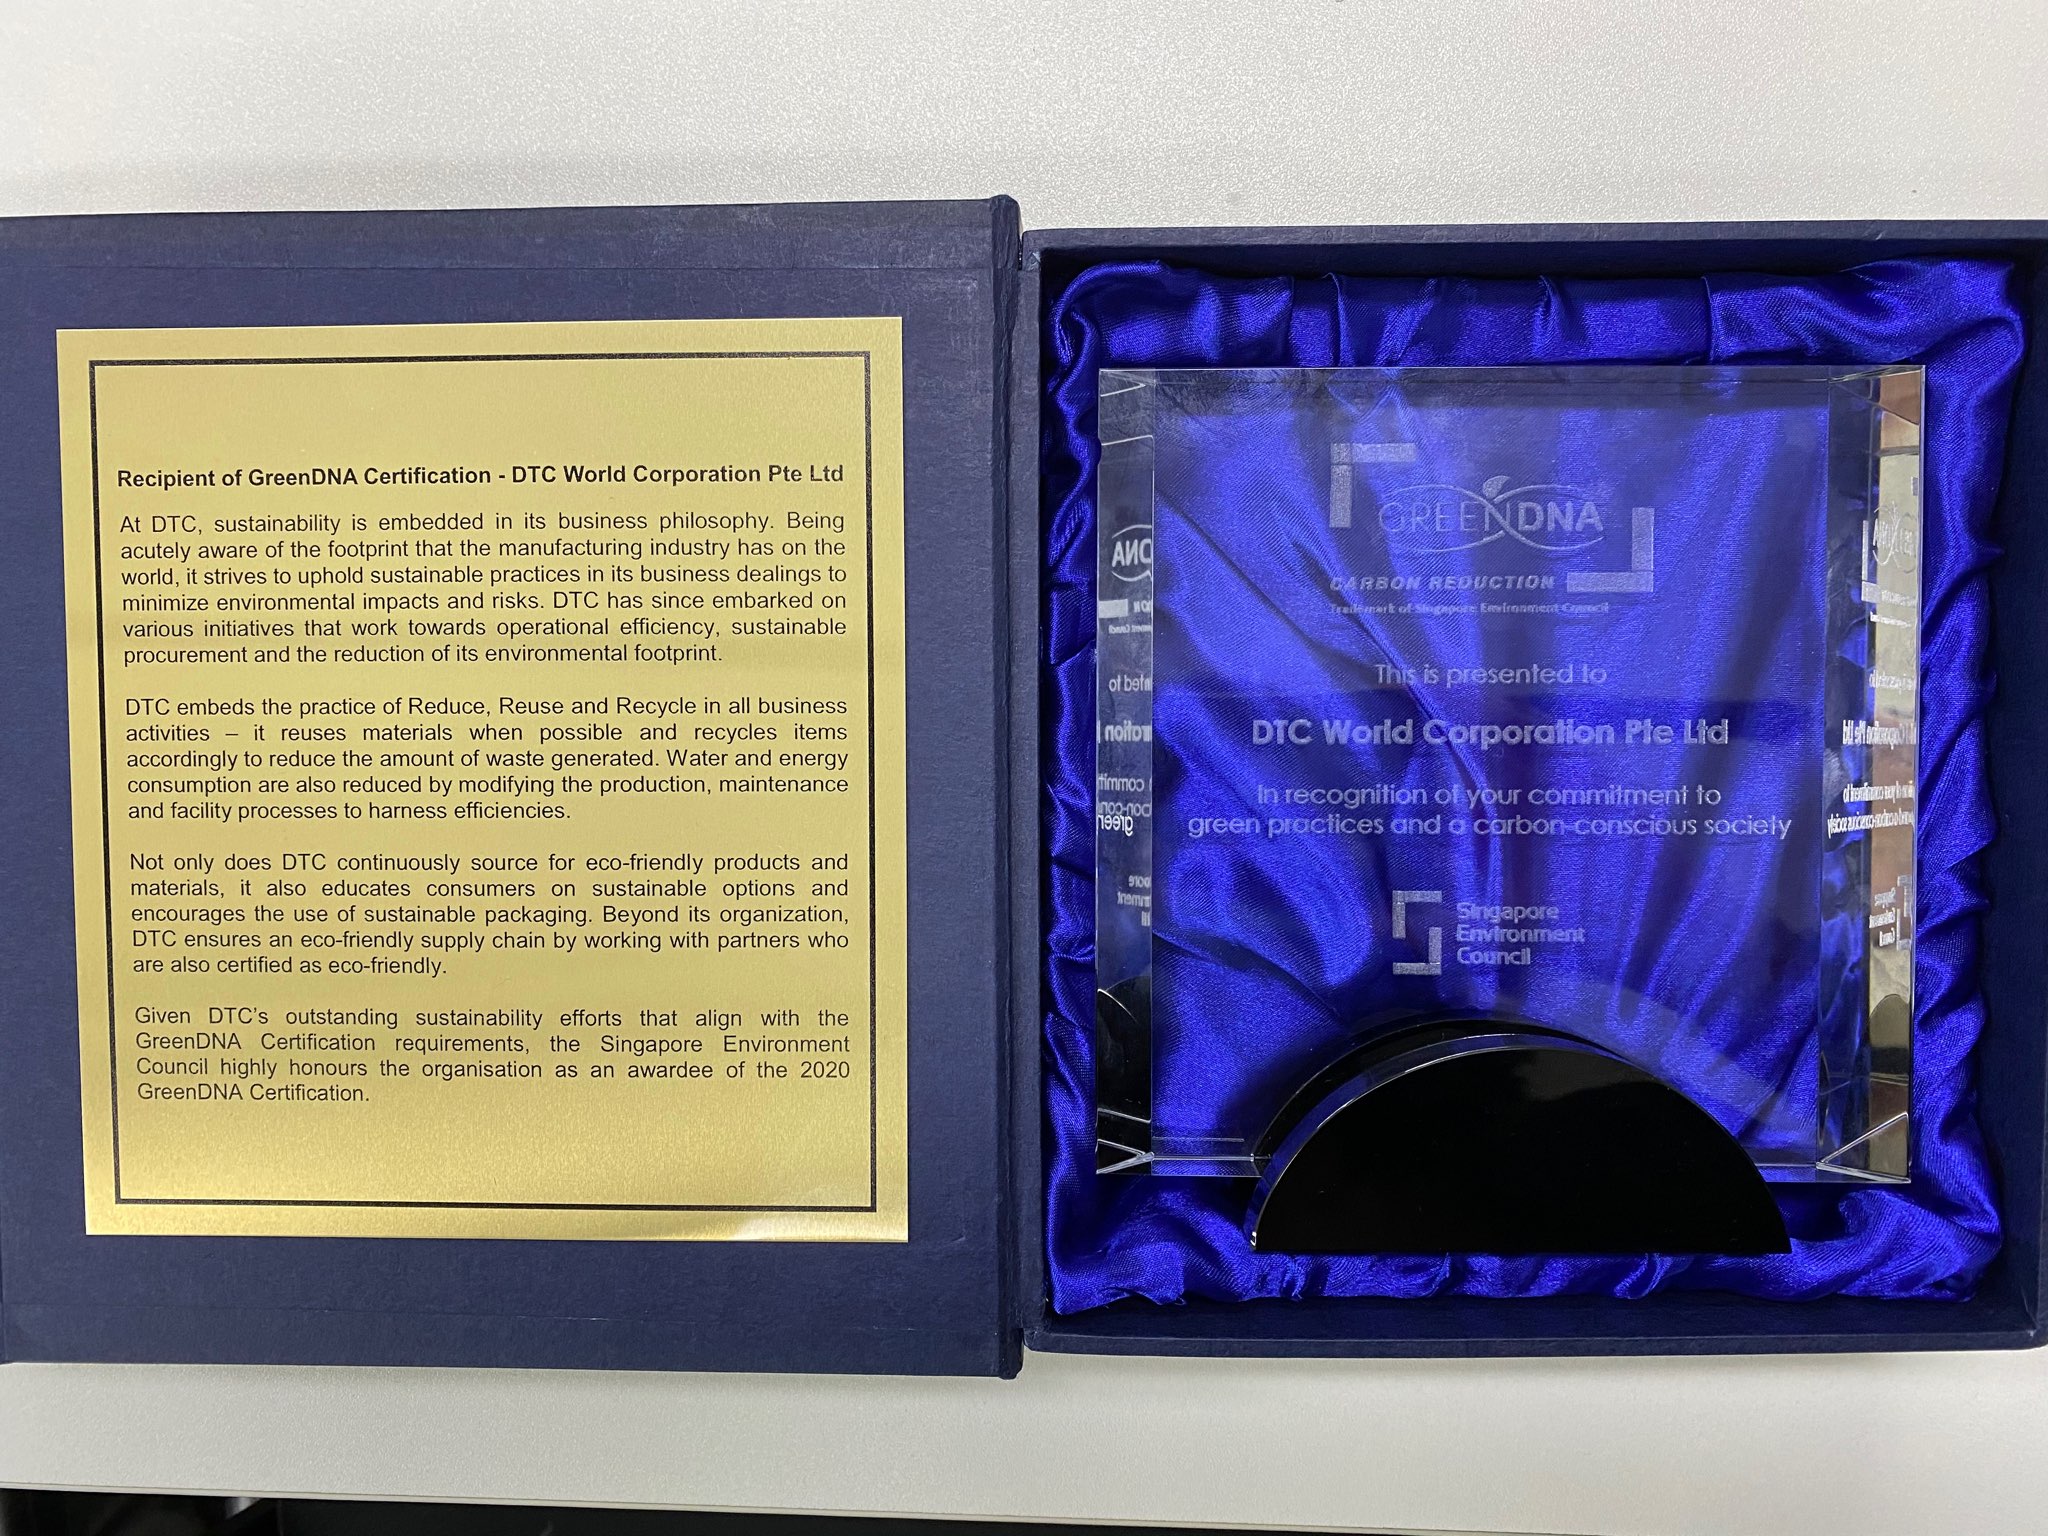 Recipient of GreenDNA Certification - DTC World Corporation Pte Ltd
At DTC, sustainability is embedded in its business philosophy. Being
acutely aware of the footprint that the manufacturing industry has on the
world, it strives to uphold sustainable practices in its business dealings to
minimize environmental impacts and risks. DTC has since embarked on
various initiatives that work towards operational efficiency, sustainable
procurement and the reduction of its environmental footprint.
DTC embeds the practice of Reduce, Reuse and Recycle in all business
activities – it reuses materials when possible and recycles items
accordingly to reduce the amount of waste generated. Water and energy
consumption are also reduced by modifying the production, maintenance
and facility processes to harness efficiencies.
Not only does DTC continuously source for eco-friendly products and
materials, it also educates consumers on sustainable options and
encourages the use of sustainable packaging. Beyond its organization,
DTC ensures an eco-friendly supply chain by working with partners who
are also certified as eco-friendly.
Given DTC's outstanding sustainability efforts that align with the
GreenDNA Certification requirements, the Singapore Environment
Council highly honours the organisation as an awardee of the 2020
GreenDNA Certification.
GREENDNA
CARBON REDUCTION
Trademark of Singapore Environment Council
This is presented to
DTC World Corporation Pte Ltd
In recognition of your commitment to
green practices and a carbon-conscious society
Singapore
Environment
Council